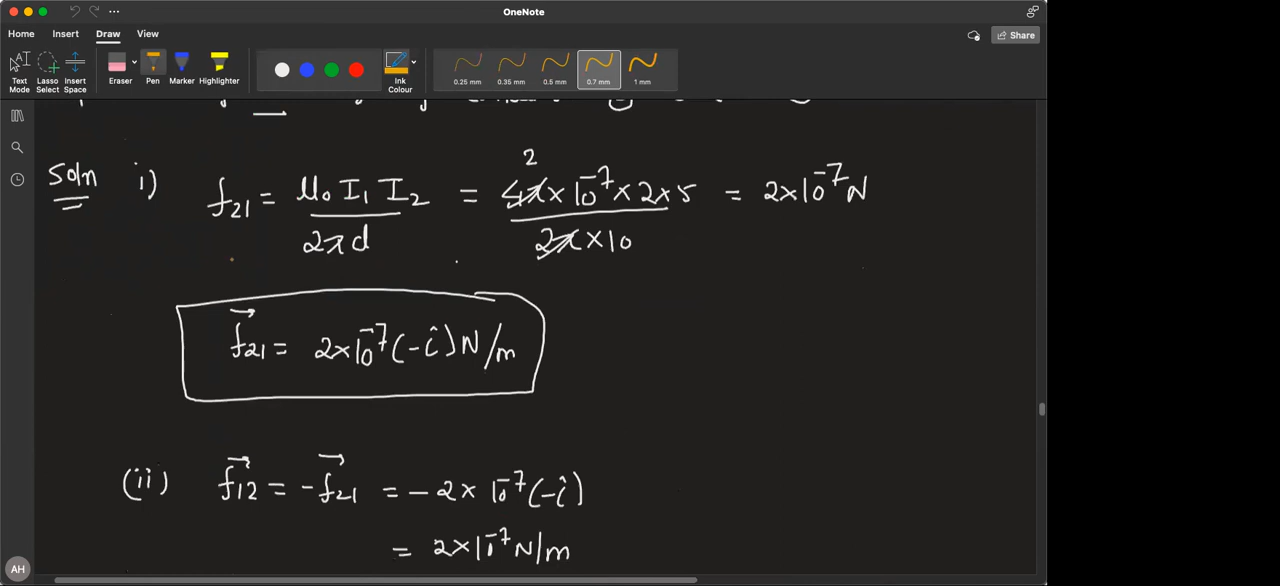 OneNote
Home Insert Draw View
Share
Text Mode
Lasso Select
Insert Space
Eraser
Pen
Marker
Highlighter
Ink Colour
0.25 mm
0.35 mm
0.5 mm
0.7 mm
1 mm
Soln i) f21 = μ0 I1 I2 / 2πd = 4π × 10^-7 × 2 × 5 / 2π × 10 = 2×10^-7 N
2
f21 = 2×10^-7 (-î) N/m
(ii) f12 = -f21 = -2 × 10^-7 (-î)
= 2×10^-7 N/m
AH